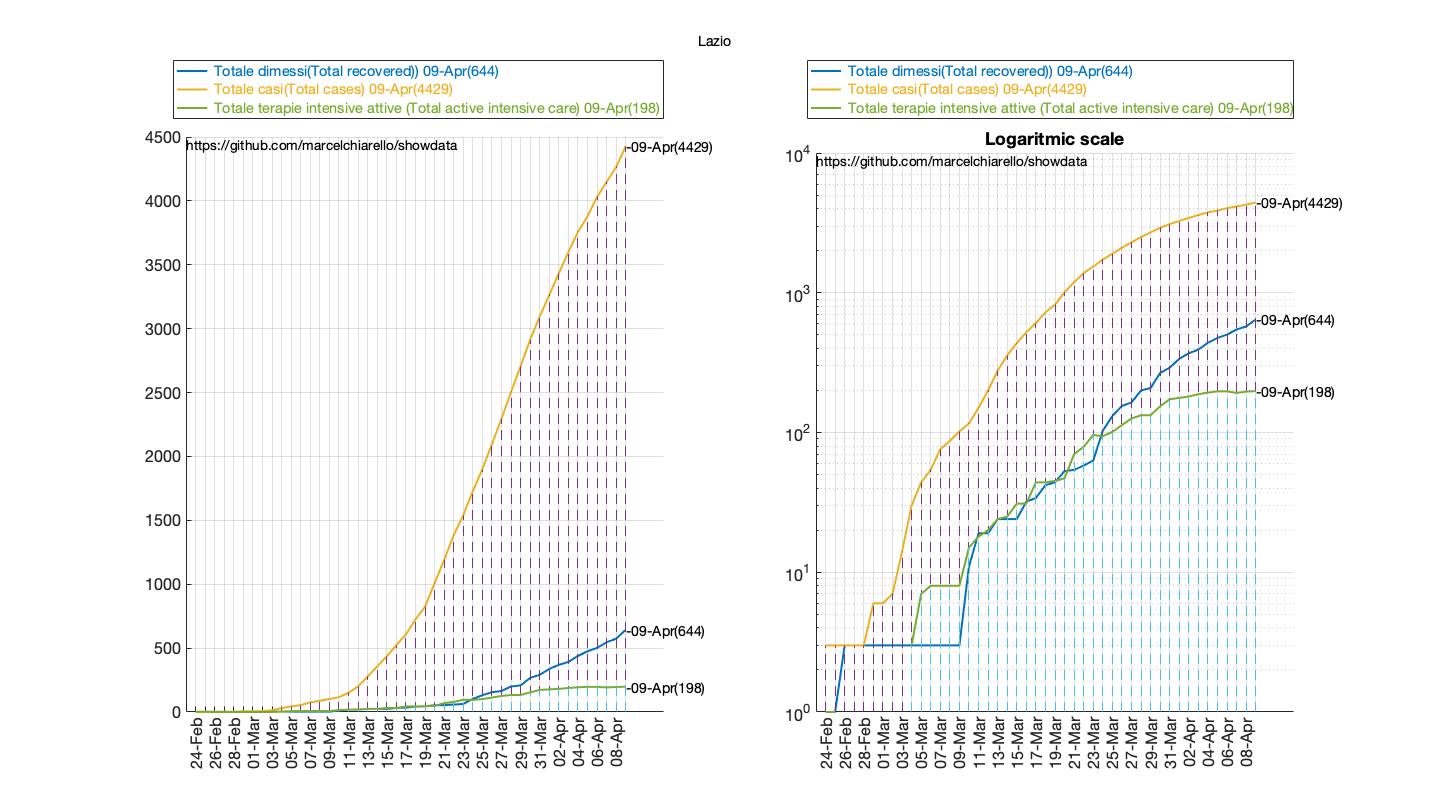 Lazio
Totale dimessi(Total recovered)) 09-Apr(644)
Totale casi(Total cases) 09-Apr(4429)
Totale terapie intensive attive (Total active intensive care) 09-Apr(198)
4500
4000
3500
3000
2500
2000
1500
1000
500
0
https://github.com/marcelchiarello/showdata
-09-Apr(4429)
-09-Apr(644)
-09-Apr(198)
24-Feb
26-Feb
28-Feb
01-Mar
03-Mar
05-Mar
07-Mar
09-Mar
11-Mar
13-Mar
15-Mar
17-Mar
19-Mar
21-Mar
23-Mar
25-Mar
27-Mar
29-Mar
31-Mar
02-Apr
04-Apr
06-Apr
08-Apr
Totale dimessi(Total recovered)) 09-Apr(644)
Totale casi(Total cases) 09-Apr(4429)
Totale terapie intensive attive (Total active intensive care) 09-Apr(198)
Logaritmic scale
10^4
10^3
10^2
10^1
10^0
https://github.com/marcelchiarello/showdata
-09-Apr(4429)
-09-Apr(644)
-09-Apr(198)
24-Feb
26-Feb
28-Feb
01-Mar
03-Mar
05-Mar
07-Mar
09-Mar
11-Mar
13-Mar
15-Mar
17-Mar
19-Mar
21-Mar
23-Mar
25-Mar
27-Mar
29-Mar
31-Mar
02-Apr
04-Apr
06-Apr
08-Apr